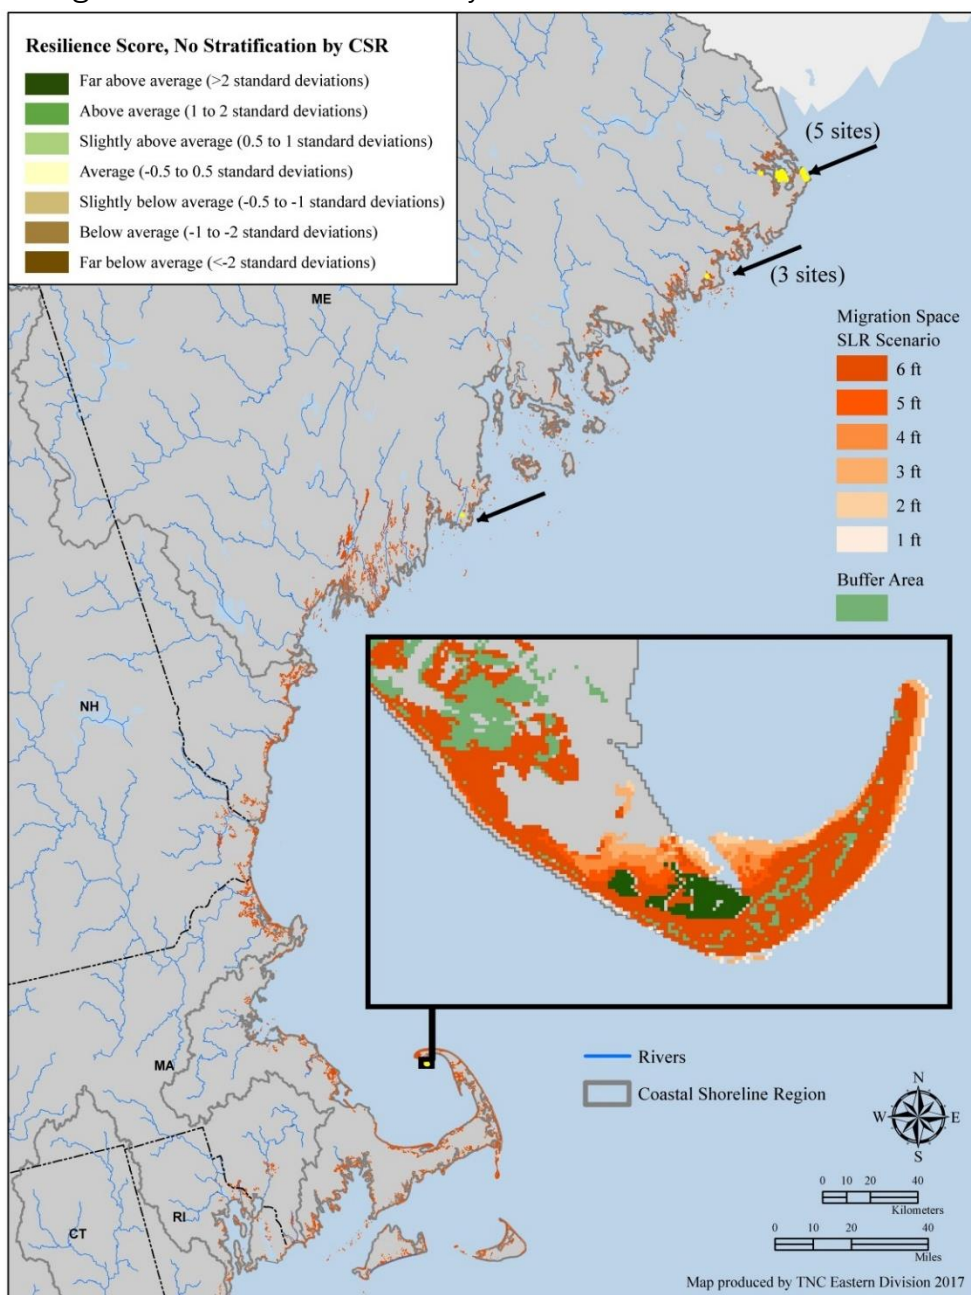 Resilience Score, No Stratification by CSR
Far above average (>2 standard deviations)
Above average (1 to 2 standard deviations)
Slightly above average (0.5 to 1 standard deviations)
Average (-0.5 to 0.5 standard deviations)
Slightly below average (-0.5 to -1 standard deviations)
Below average (-1 to -2 standard deviations)
Far below average (<-2 standard deviations)
(5 sites)
(3 sites)
ME
Migration Space
SLR Scenario
6 ft
5 ft
4 ft
3 ft
2 ft
1 ft
Buffer Area
NH
MA
Rivers
Coastal Shoreline Region
N
W E
S
CT
RI
0 10 20 40
Kilometers
0 10 20 40
Miles
Map produced by TNC Eastern Division 2017